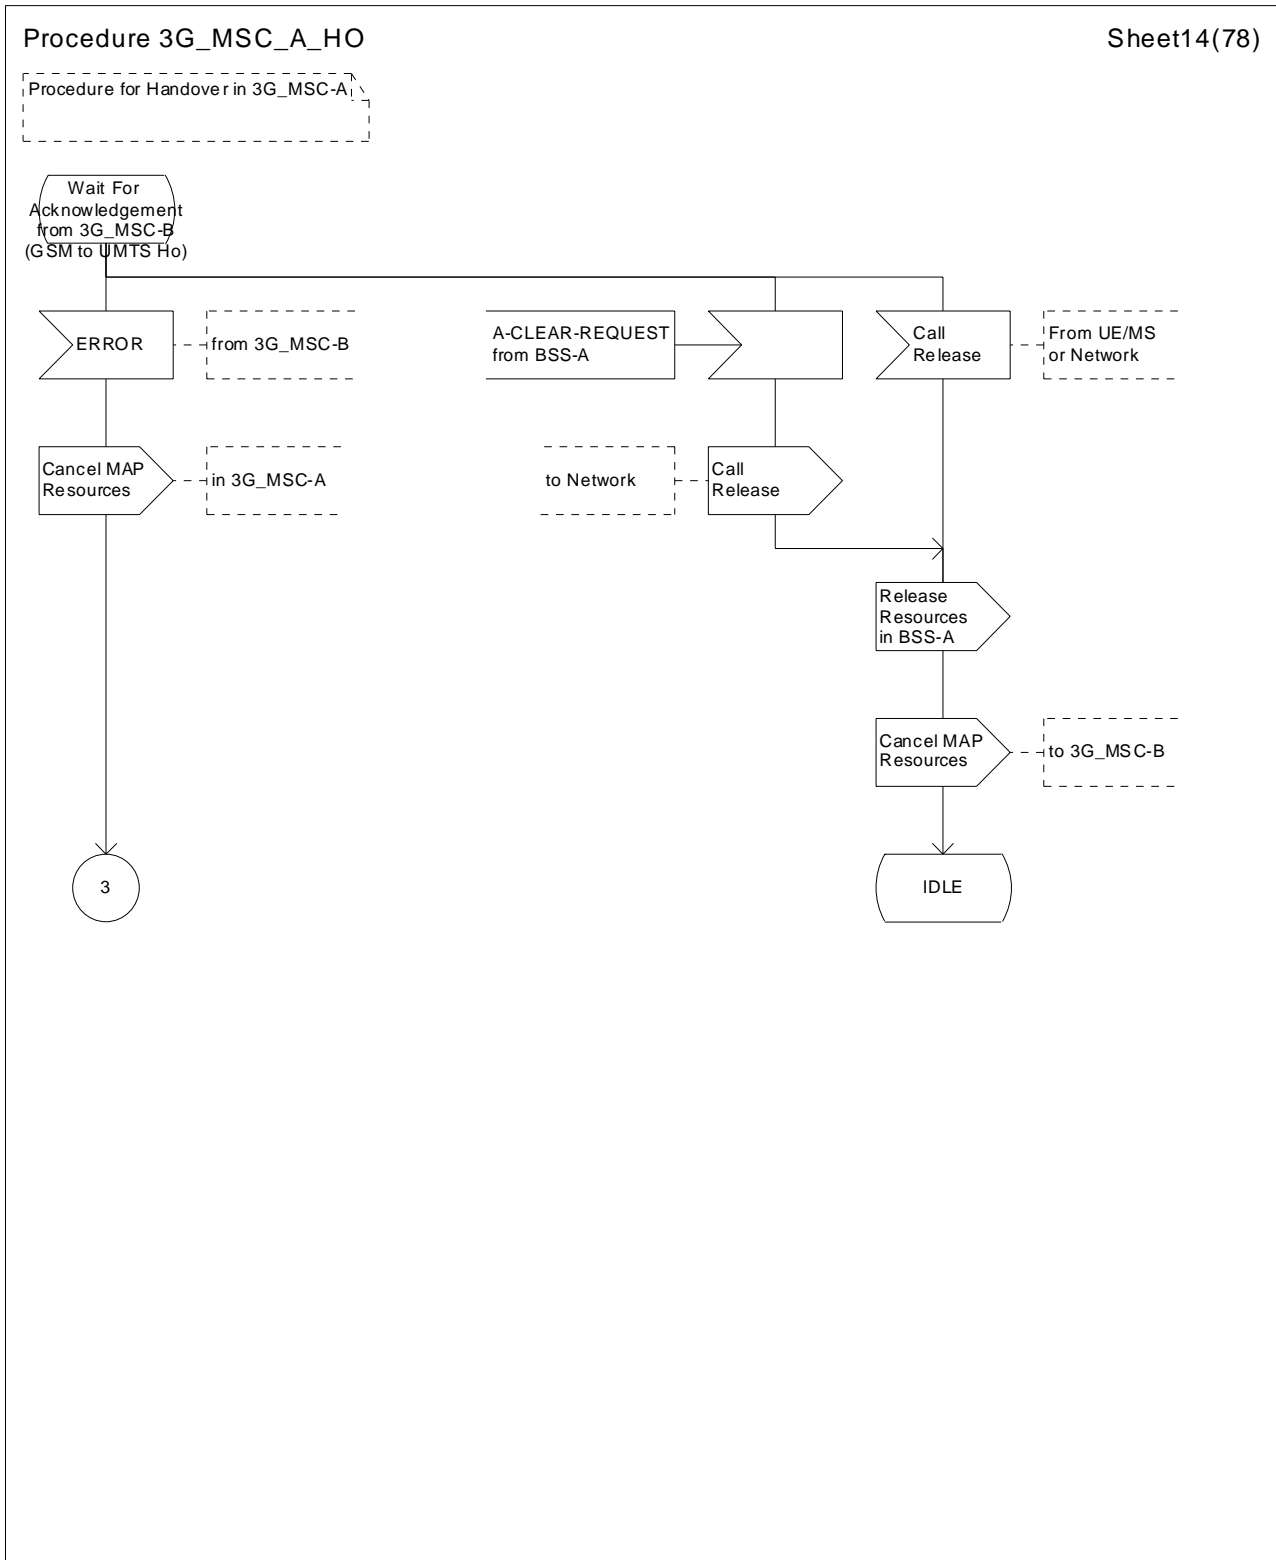 Procedure 3G_MSC_A_HO
Sheet14(78)
Procedure for Handover in 3G_MSC-A
Wait For
Acknowledgement
from 3G_MSC-B
(GSM to UMTS Ho)
ERROR
from 3G_MSC-B
A-CLEAR-REQUEST
from BSS-A
Call
Release
From UE/MS
or Network
Cancel MAP
Resources
in 3G_MSC-A
to Network
Call
Release
Release
Resources
in BSS-A
Cancel MAP
Resources
to 3G_MSC-B
3
IDLE